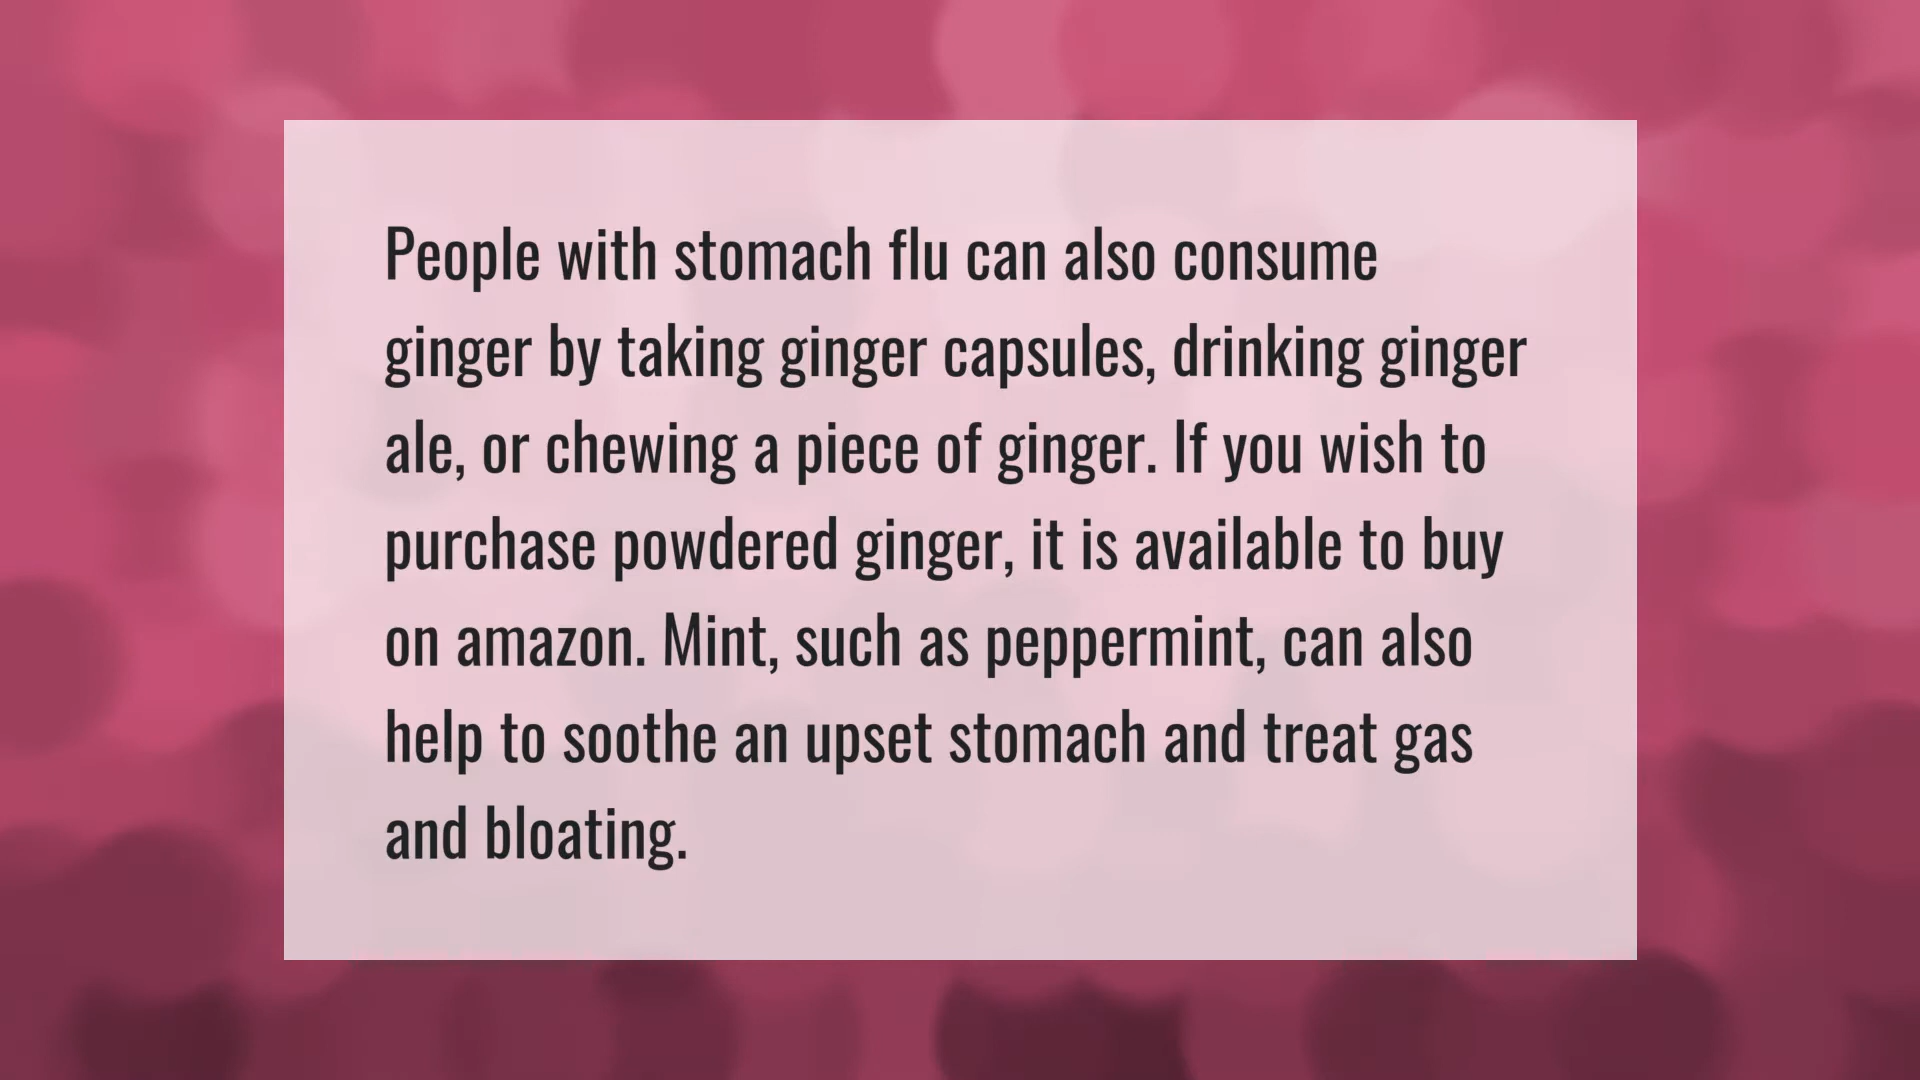 People with stomach flu can also consume
ginger by taking ginger capsules, drinking ginger
ale, or chewing a piece of ginger. If you wish to
purchase powdered ginger, it is available to buy
on amazon. Mint, such as peppermint, can also
help to soothe an upset stomach and treat gas
and bloating.